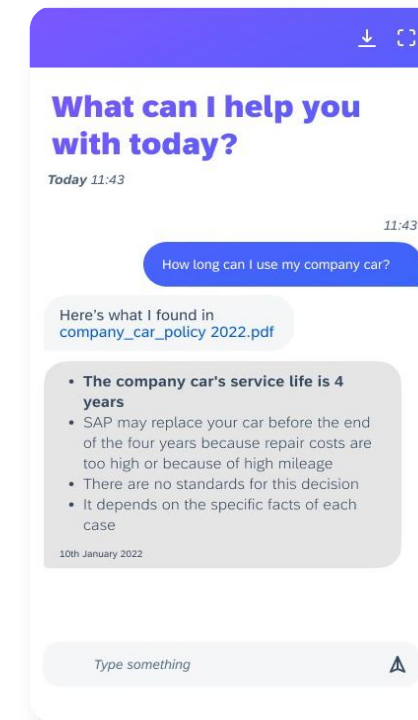 What can I help you
with today?
Today 11:43
11:43
How long can I use my company car?
Here's what I found in
company_car_policy 2022.pdf
• The company car's service life is 4
years
• SAP may replace your car before the end
of the four years because repair costs are
too high or because of high mileage
• There are no standards for this decision
• It depends on the specific facts of each
case
10th January 2022
Type something